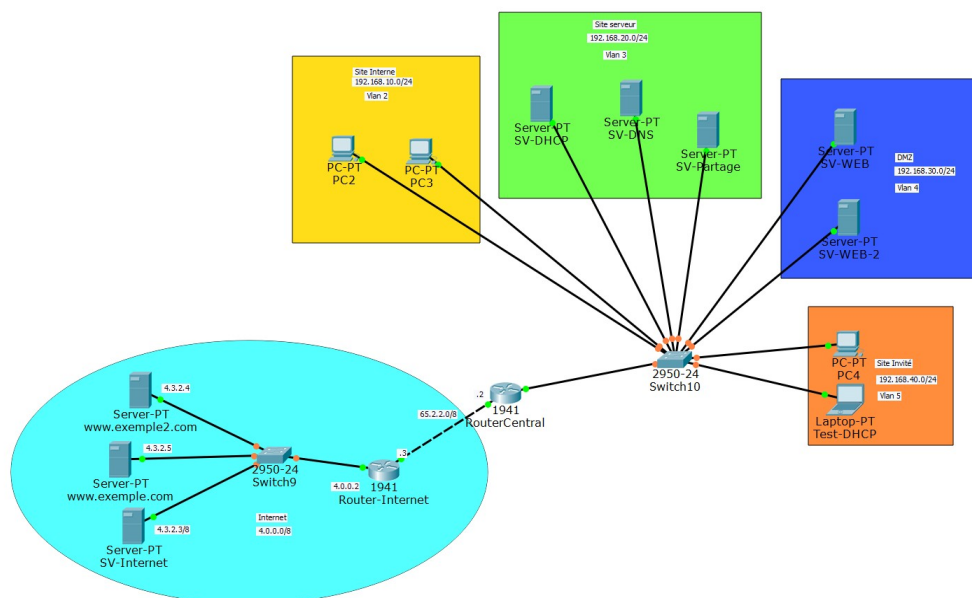 Site serveur
192.168.20.0/24
Vlan 3
Site Interne
192.168.10.0/24
Vlan 2
PC-PT
PC2
PC-PT
PC3
Server-PT
SV-DHCP
Server-PT
SV-DNS
Server-PT
SV-Partage
Server-PT
SV-WEB
DMZ
192.168.30.0/24
Vlan 4
Server-PT
SV-WEB-2
PC-PT
PC4
Site Invité
192.168.40.0/24
Vlan 5
Laptop-PT
Test-DHCP
2950-24
Switch10
.2
1941
RouterCentral
65.2.2.0/8
.3
1941
Router-Internet
4.0.0.2
2950-24
Switch9
4.3.2.4
Server-PT
www.exemple2.com
4.3.2.5
Server-PT
www.exemple.com
4.3.2.3/8
Server-PT
SV-Internet
Internet
4.0.0.0/8